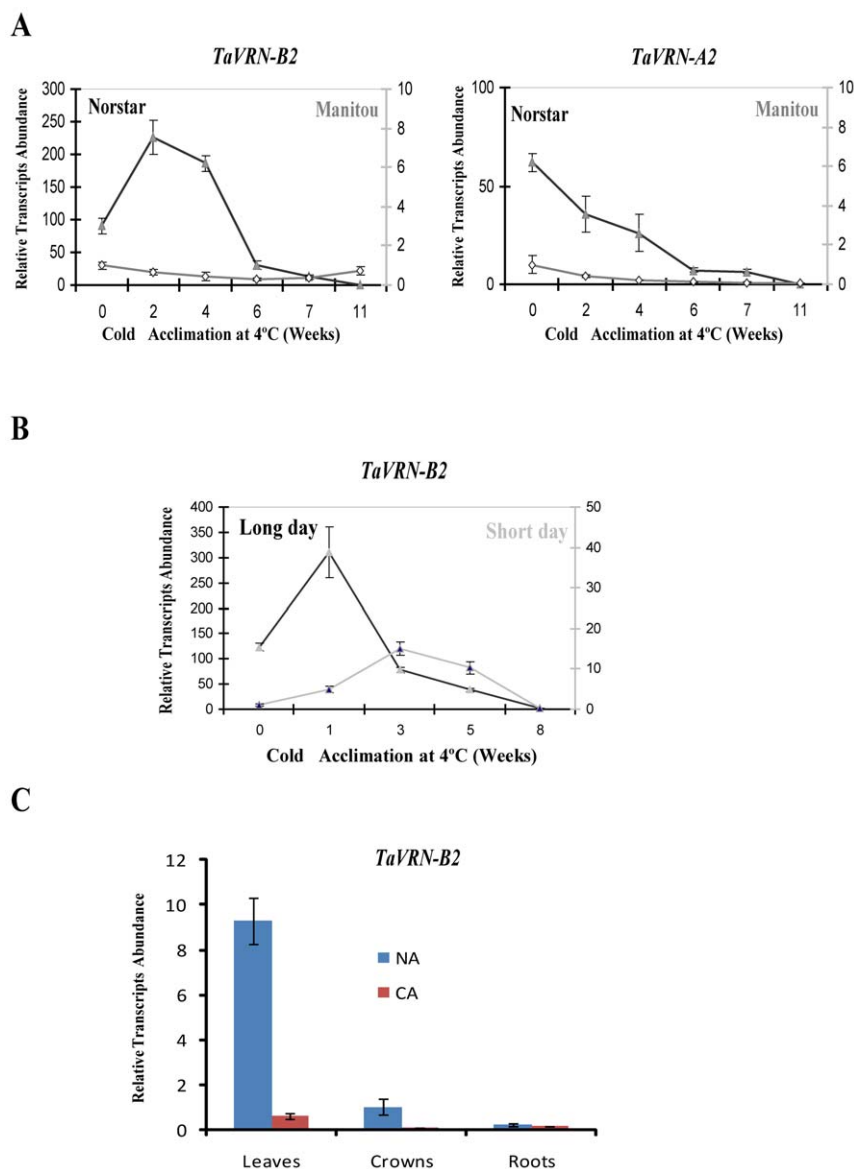 A
TaVRN-B2
TaVRN-A2
Relative Transcripts Abundance
300
250
200
150
100
50
0
Norstar
Manitou
10
8
6
4
2
0
0 2 4 6 7 11
Cold Acclimation at 4ºC (Weeks)
Relative Transcripts Abundance
100
50
0
Norstar
Manitou
10
8
6
4
2
0
0 2 4 6 7 11
Cold Acclimation at 4ºC (Weeks)
B
TaVRN-B2
Relative Transcripts Abundance
400
350
300
250
200
150
100
50
0
Long day
Short day
50
40
30
20
10
0
0 1 3 5 8
Cold Acclimation at 4ºC (Weeks)
C
TaVRN-B2
Relative Transcripts Abundance
12
10
8
6
4
2
0
NA
CA
Leaves Crowns Roots